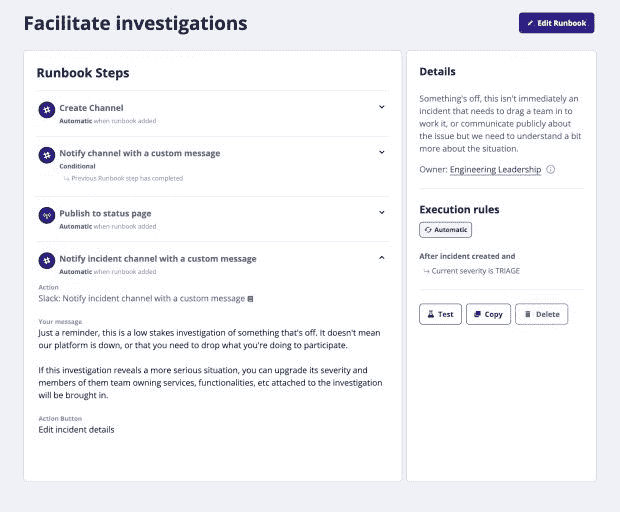 Facilitate investigations
Edit Runbook
Runbook Steps
Create Channel
Automatic when runbook added
Notify channel with a custom message
Conditional
Previous Runbook step has completed
Publish to status page
Automatic when runbook added
Notify incident channel with a custom message
Automatic when runbook added
Action
Slack: Notify incident channel with a custom message
Your message
Just a reminder, this is a low stakes investigation of something that's off. It doesn't mean
our platform is down, or that you need to drop what you're doing to participate.
If this investigation reveals a more serious situation, you can upgrade its severity and
members of them team owning services, functionalities, etc attached to the investigation
will be brought in.
Action Button
Edit incident details
Details
Something's off, this isn't immediately an
incident that needs to drag a team in to
work it, or communicate publicly about
the issue but we need to understand a bit
more about the situation.
Owner: Engineering Leadership
Execution rules
Automatic
After incident created and
Current severity is TRIAGE
Test
Copy
Delete